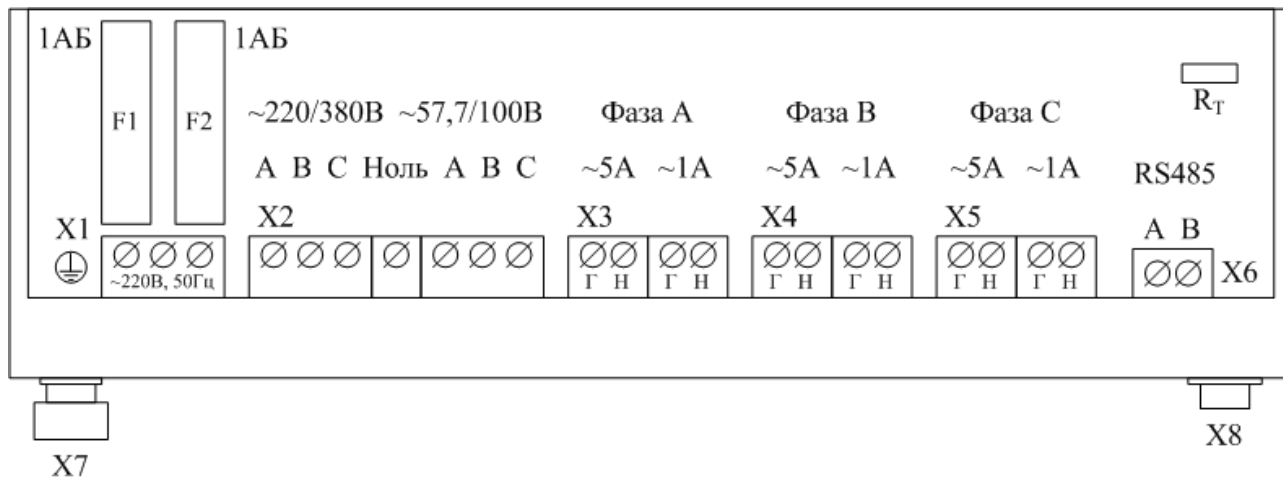 1АБ 1АБ
F1 F2 ~220/380В ~57,7/100В Фаза А Фаза В Фаза С R_T
А В С Ноль А В С ~5А ~1А ~5А ~1А ~5А ~1А RS485
X1 X2 X3 X4 X5 А В
~220В, 50Гц Г Н Г Н Г Н Г Н Г Н Г Н X6
X7 X8